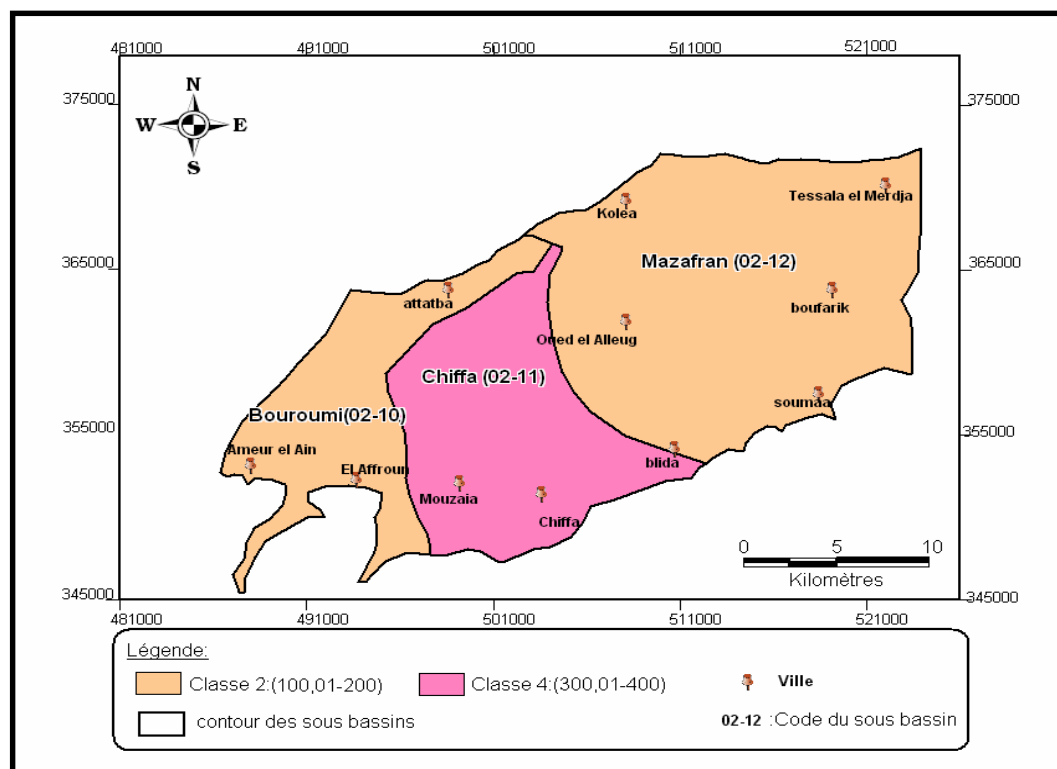 481000 491000 501000 511000 521000
375000 375000
N
W E
S
Tessala el Merdja
Kolea
Mazafran (02-12)
365000 365000
attatba
boufarik
Oued el Alleug
Chiffa (02-11)
soumaa
Bouroumi(02-10)
355000 355000
Ameur el Ain
El Affroun
blida
Mouzaia
Chiffa
0 5 10
Kilomètres
345000 345000
481000 491000 501000 511000 521000
Légende:
Classe 2:(100,01-200) Classe 4:(300,01-400) Ville
contour des sous bassins 02-12 :Code du sous bassin